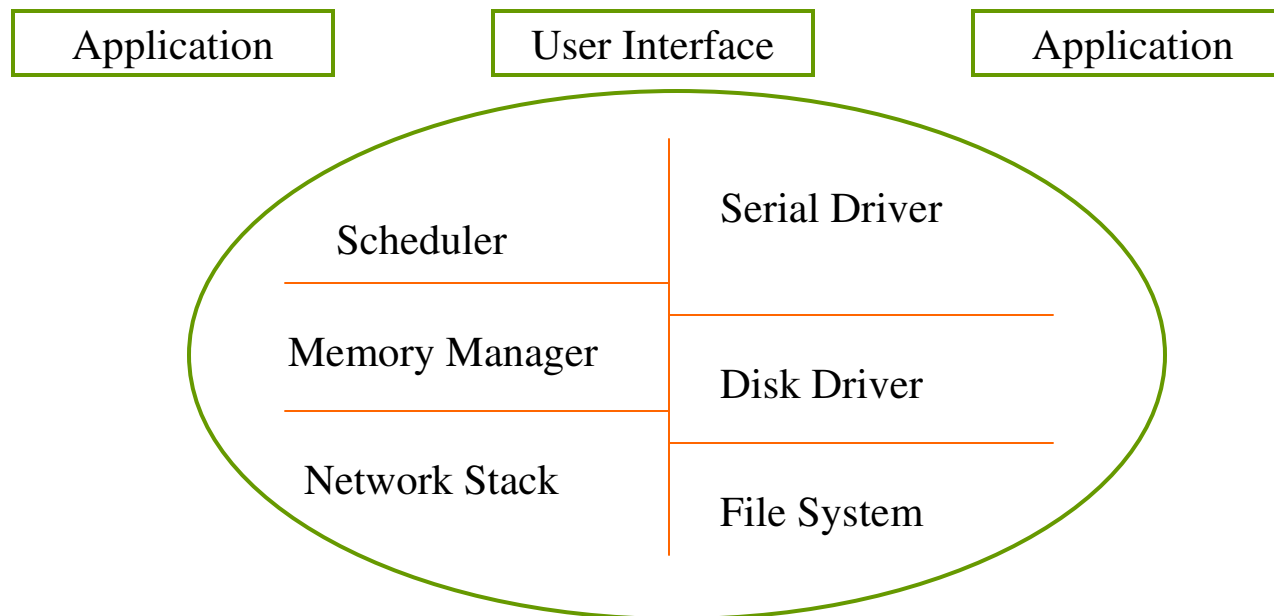 Application
User Interface
Application
Scheduler
Memory Manager
Network Stack
Serial Driver
Disk Driver
File System